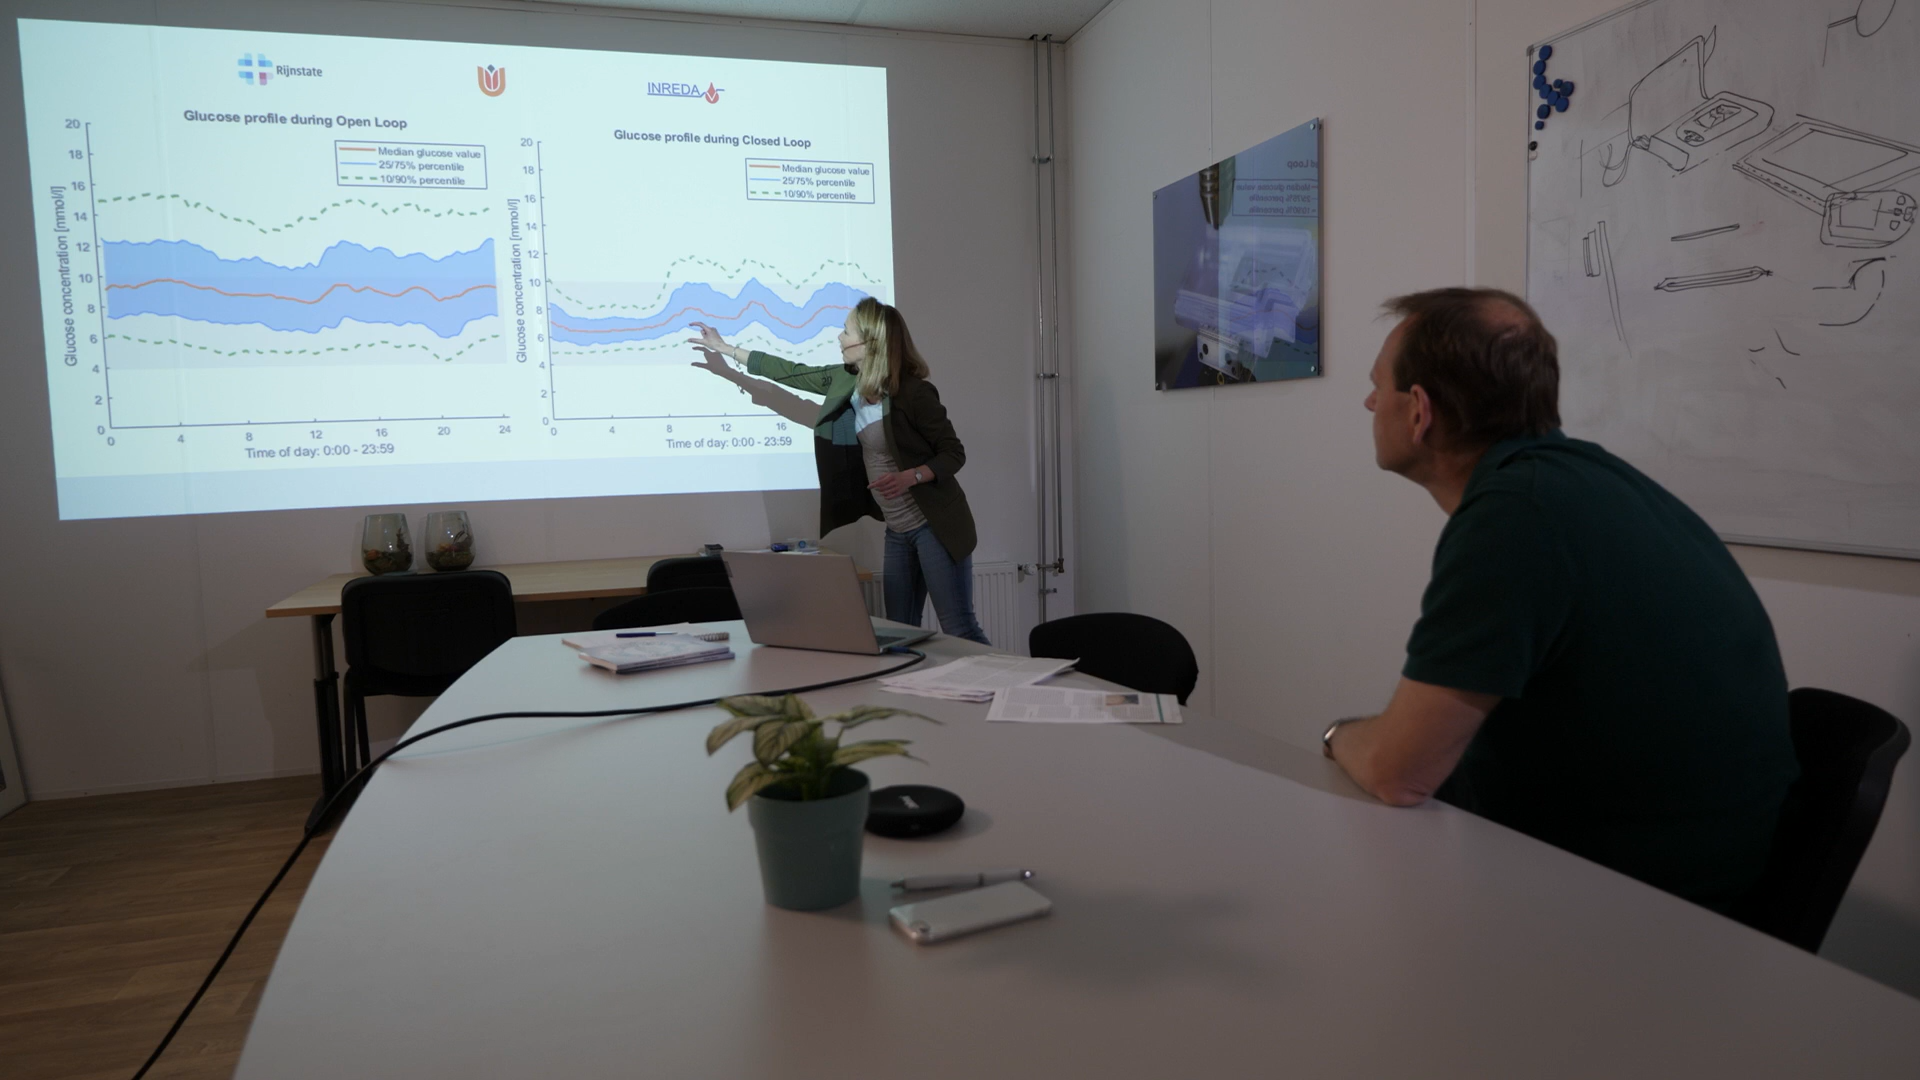 Rijnstate
INREDA
Glucose profile during Open Loop
Median glucose value
25/75% percentile
10/90% percentile
Glucose concentration [mmol/l]
20
18
16
14
12
10
8
6
4
2
0
0 4 8 12 16 20 24
Time of day: 0:00 - 23:59
Glucose profile during Closed Loop
Median glucose value
25/75% percentile
10/90% percentile
Glucose concentration [mmol/l]
20
18
16
14
12
10
8
6
4
2
0
0 4 8 12 16
Time of day: 0:00 - 23:59